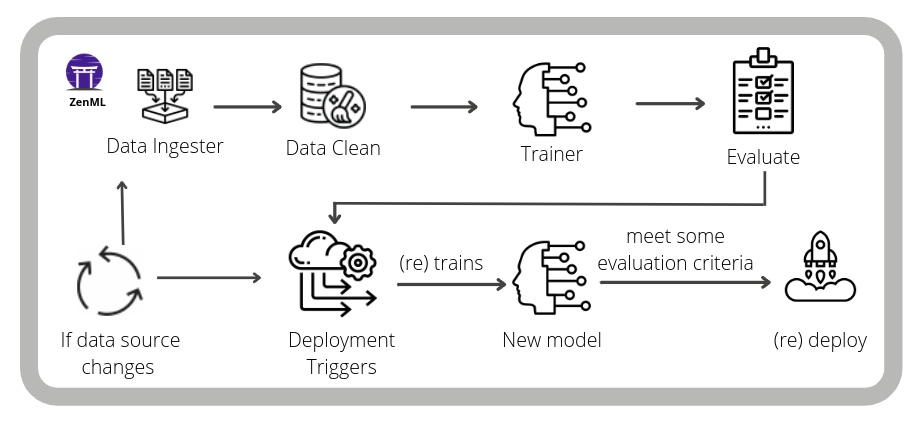 ZenML
Data Ingester
Data Clean
Trainer
Evaluate
If data source
changes
Deployment
Triggers
(re) trains
New model
meet some
evaluation criteria
(re) deploy